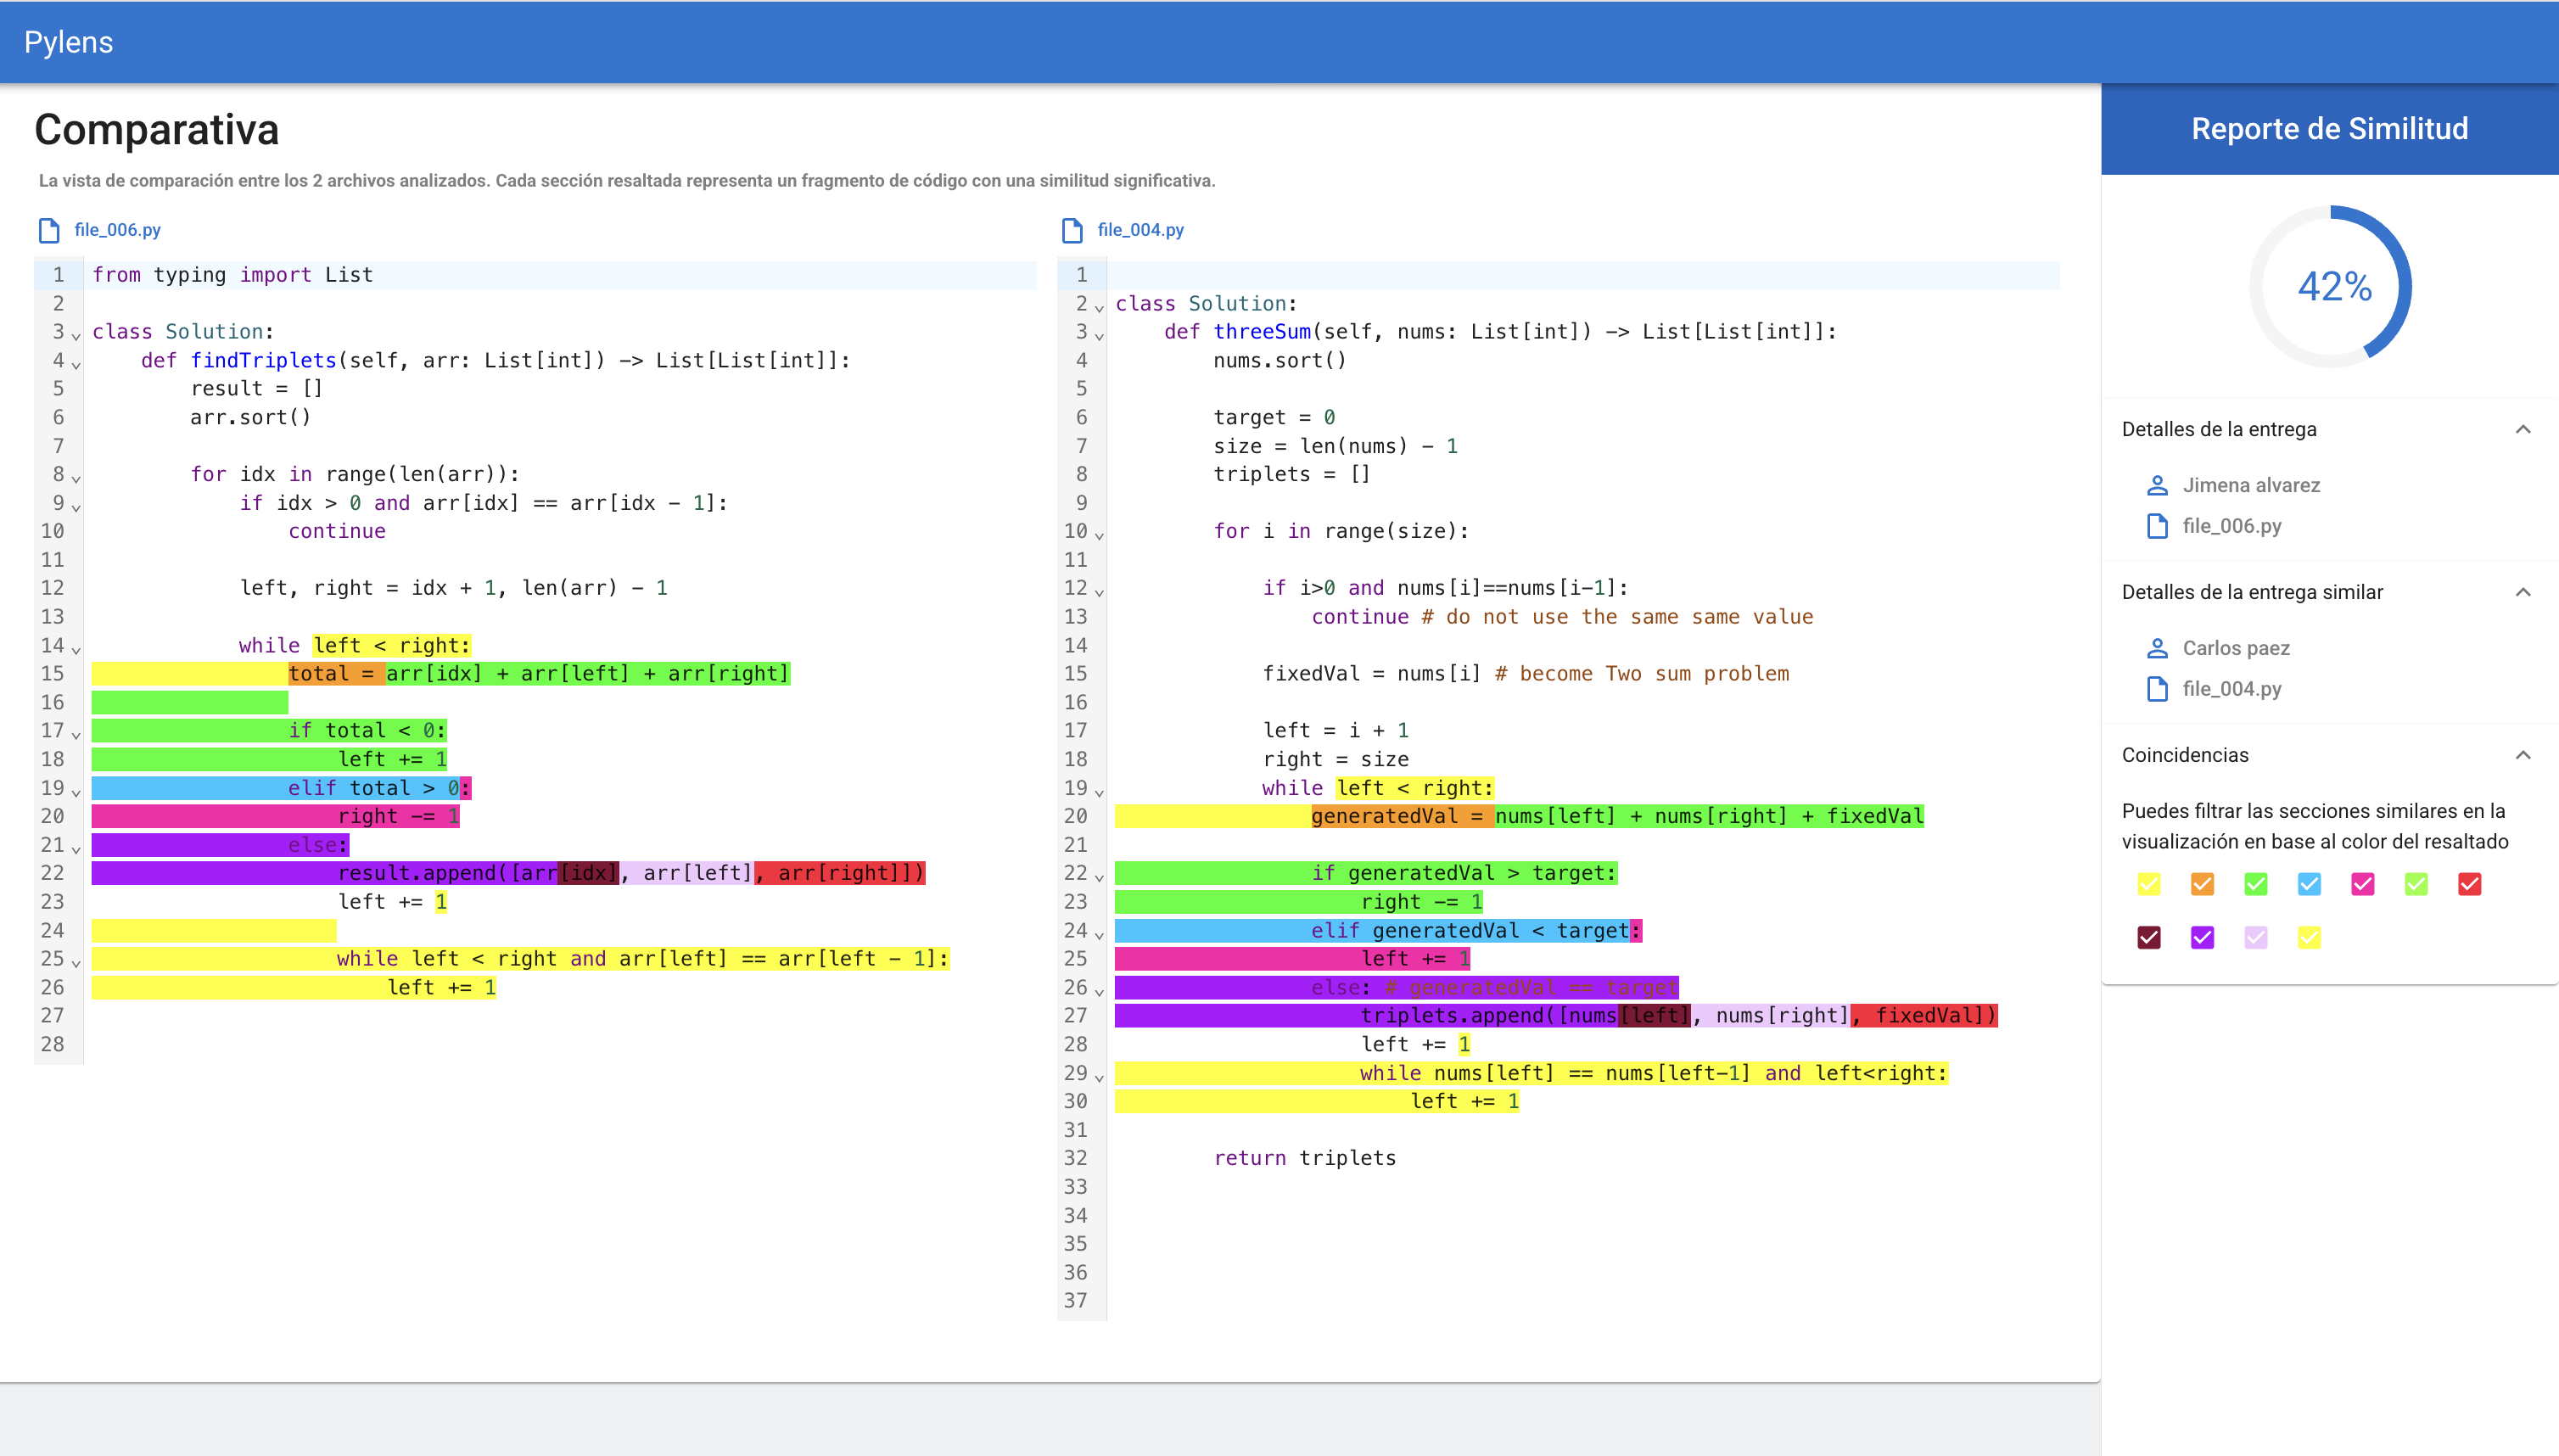 Pylens
Comparativa
La vista de comparación entre los 2 archivos analizados. Cada sección resaltada representa un fragmento de código con una similitud significativa.
file_006.py
1 from typing import List
2
3 class Solution:
4     def findTriplets(self, arr: List[int]) -> List[List[int]]:
5         result = []
6         arr.sort()
7
8         for idx in range(len(arr)):
9             if idx > 0 and arr[idx] == arr[idx - 1]:
10                 continue
11
12             left, right = idx + 1, len(arr) - 1
13
14             while left < right:
15                 total = arr[idx] + arr[left] + arr[right]
16
17                 if total < 0:
18                     left += 1
19                 elif total > 0:
20                     right -= 1
21                 else:
22                     result.append([arr[idx], arr[left], arr[right]])
23                     left += 1
24
25                     while left < right and arr[left] == arr[left - 1]:
26                         left += 1
27
28
file_004.py
1
2 class Solution:
3     def threeSum(self, nums: List[int]) -> List[List[int]]:
4         nums.sort()
5
6         target = 0
7         size = len(nums) - 1
8         triplets = []
9
10         for i in range(size):
11
12             if i>0 and nums[i]==nums[i-1]:
13                 continue # do not use the same same value
14
15             fixedVal = nums[i] # become Two sum problem
16
17             left = i + 1
18             right = size
19             while left < right:
20                 generatedVal = nums[left] + nums[right] + fixedVal
21
22                 if generatedVal > target:
23                     right -= 1
24                 elif generatedVal < target:
25                     left += 1
26                 else: # generatedVal == target
27                     triplets.append([nums[left], nums[right], fixedVal])
28                     left += 1
29                     while nums[left] == nums[left-1] and left<right:
30                         left += 1
31
32         return triplets
33
34
35
36
37
Reporte de Similitud
42%
Detalles de la entrega
Jimena alvarez
file_006.py
Detalles de la entrega similar
Carlos paez
file_004.py
Coincidencias
Puedes filtrar las secciones similares en la
visualización en base al color del resaltado